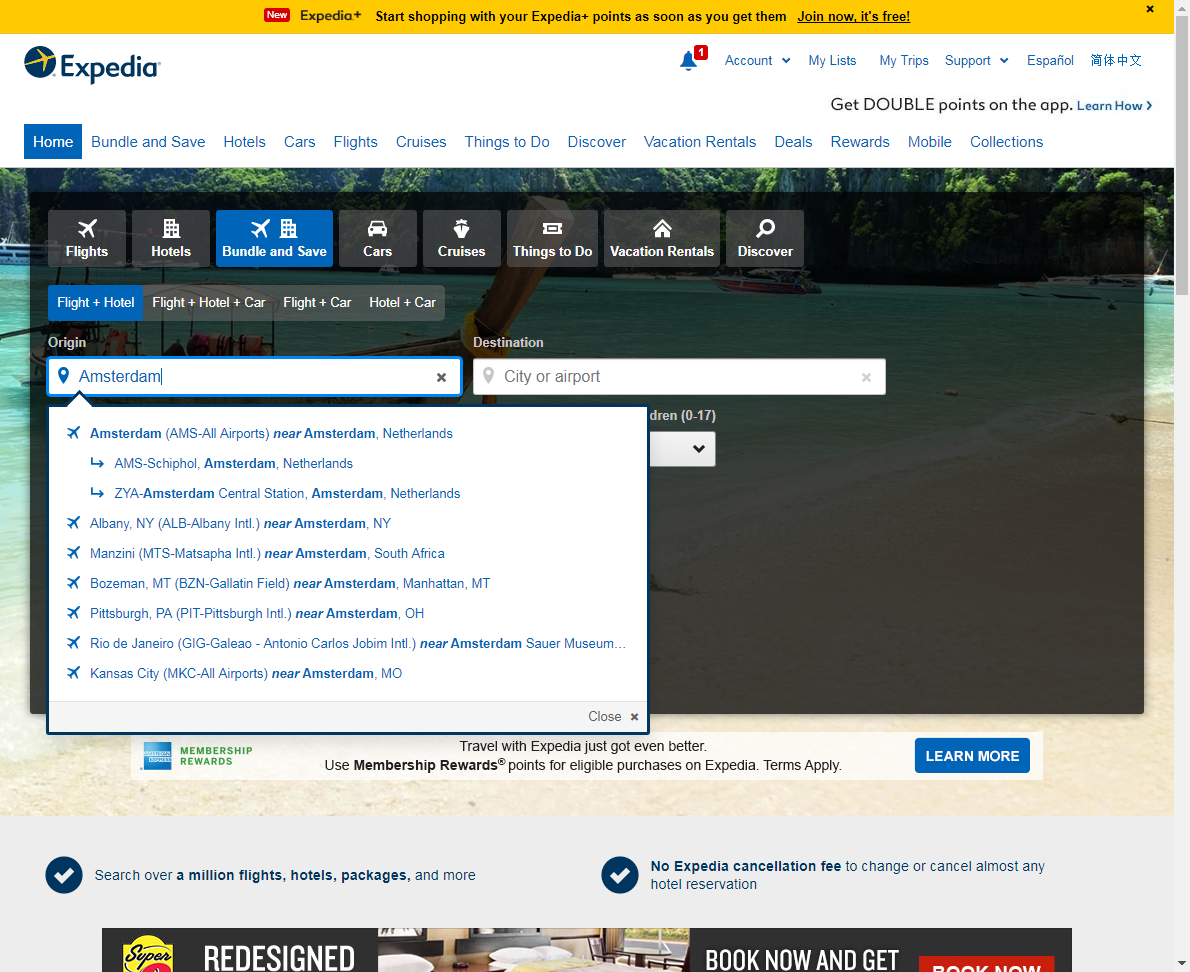 New Expedia+ Start shopping with your Expedia+ points as soon as you get them Join now, it's free!
Expedia
1 Account My Lists My Trips Support Español 简体中文
Get DOUBLE points on the app. Learn How
Home Bundle and Save Hotels Cars Flights Cruises Things to Do Discover Vacation Rentals Deals Rewards Mobile Collections
Flights Hotels Bundle and Save Cars Cruises Things to Do Vacation Rentals Discover
Flight + Hotel Flight + Hotel + Car Flight + Car Hotel + Car
Origin Destination
Amsterdam City or airport
dren (0-17)
Amsterdam (AMS-All Airports) near Amsterdam, Netherlands
AMS-Schiphol, Amsterdam, Netherlands
ZYA-Amsterdam Central Station, Amsterdam, Netherlands
Albany, NY (ALB-Albany Intl.) near Amsterdam, NY
Manzini (MTS-Matsapha Intl.) near Amsterdam, South Africa
Bozeman, MT (BZN-Gallatin Field) near Amsterdam, Manhattan, MT
Pittsburgh, PA (PIT-Pittsburgh Intl.) near Amsterdam, OH
Rio de Janeiro (GIG-Galeao - Antonio Carlos Jobim Intl.) near Amsterdam Sauer Museum...
Kansas City (MKC-All Airports) near Amsterdam, MO
Close
MEMBERSHIP REWARDS
Travel with Expedia just got even better.
Use Membership Rewards® points for eligible purchases on Expedia. Terms Apply.
LEARN MORE
Search over a million flights, hotels, packages, and more
No Expedia cancellation fee to change or cancel almost any
hotel reservation
Super
REDESIGNED
BOOK NOW AND GET
BOOK NOW